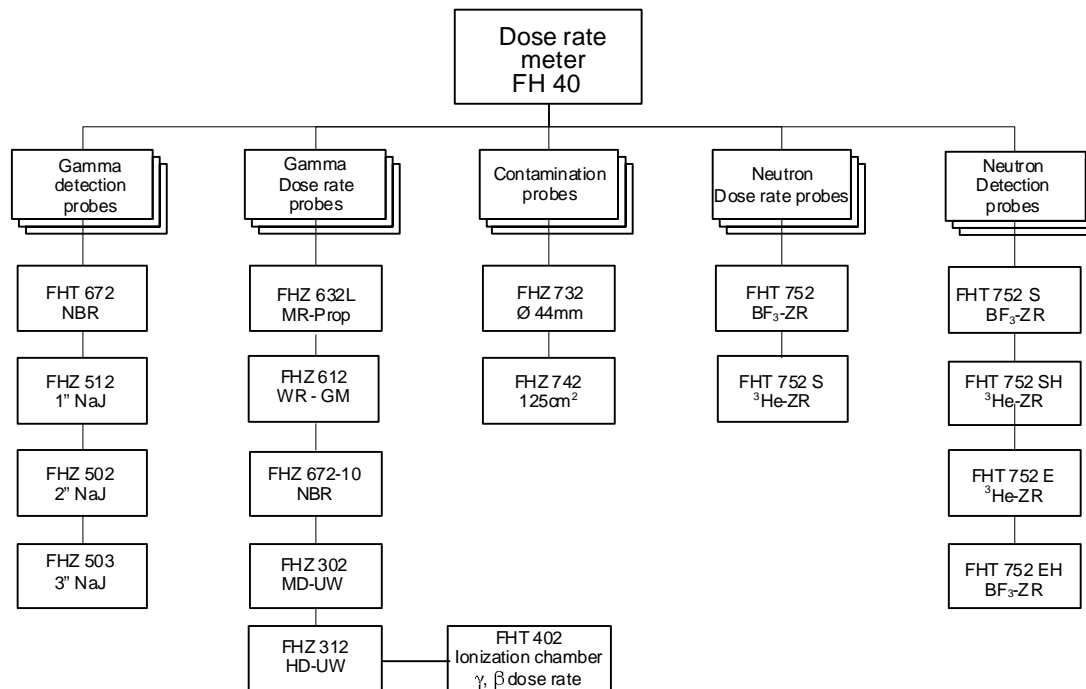 Dose rate
meter
FH 40
Gamma
detection
probes
Gamma
Dose rate
probes
Contamination
probes
Neutron
Dose rate probes
Neutron
Detection
probes
FHT 672
NBR
FHZ 512
1” NaJ
FHZ 502
2” NaJ
FHZ 503
3” NaJ
FHZ 632L
MR-Prop
FHZ 612
WR - GM
FHZ 672-10
NBR
FHZ 302
MD-UW
FHZ 312
HD-UW
FHT 402
Ionization chamber
γ, β dose rate
FHZ 732
Ø 44mm
FHZ 742
125cm²
FHT 752
BF₃-ZR
FHT 752 S
³He-ZR
FHT 752 S
BF₃-ZR
FHT 752 SH
³He-ZR
FHT 752 E
³He-ZR
FHT 752 EH
BF₃-ZR